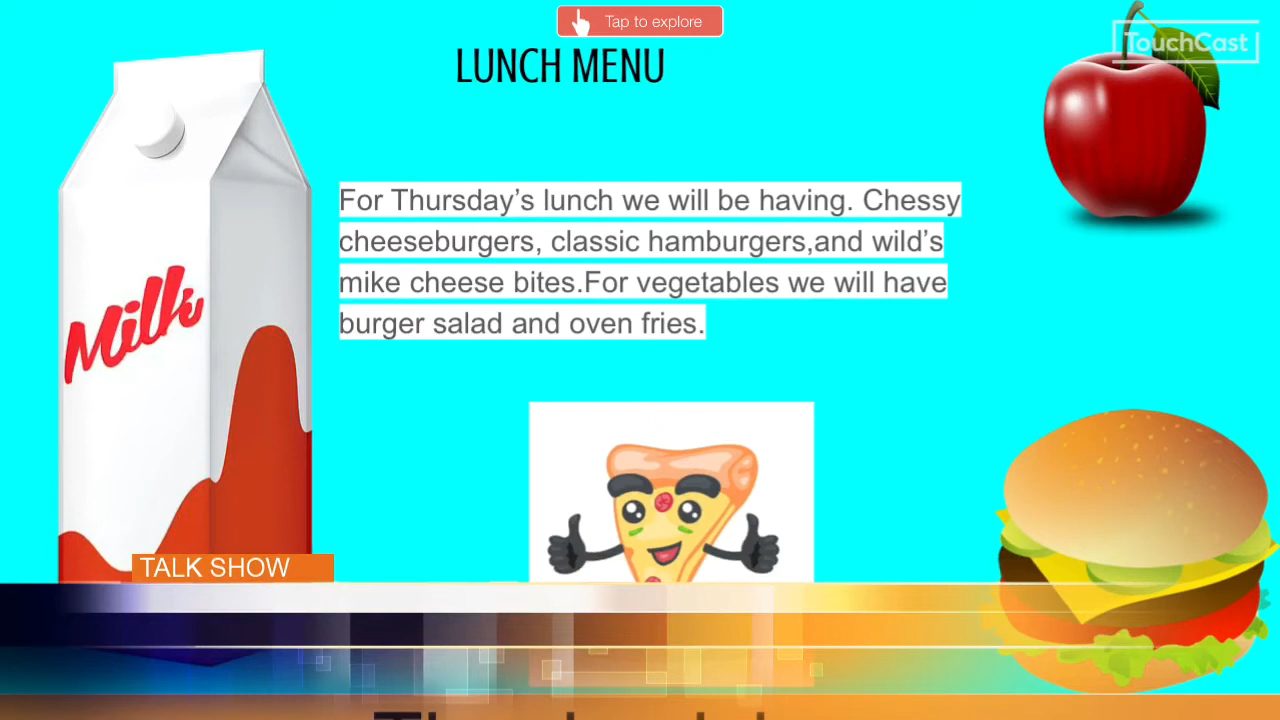 Tap to explore
TouchCast
LUNCH MENU
For Thursday’s lunch we will be having. Chessy
cheeseburgers, classic hamburgers,and wild’s
mike cheese bites.For vegetables we will have
burger salad and oven fries.
Milk
TALK SHOW